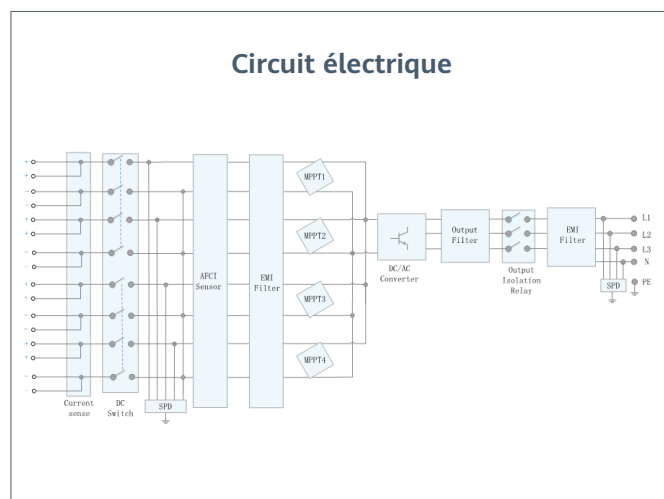 Circuit électrique
+
+
−
−
+
+
−
−
+
+
−
−
+
+
−
−
Current
sense
DC
Switch
SPD
AFCI
Sensor
EMI
Filter
MPPT1
MPPT2
MPPT3
MPPT4
DC/AC
Converter
Output
Filter
Output
Isolation
Relay
EMI
Filter
SPD
L1
L2
L3
N
PE